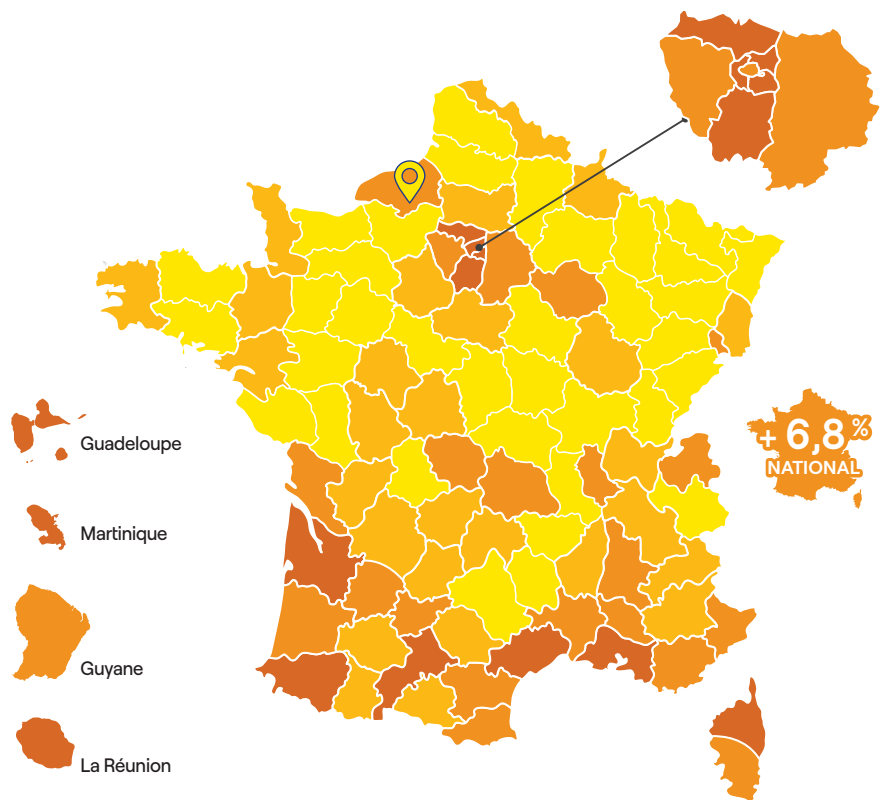 + 6,8%
NATIONAL
Guadeloupe
Martinique
Guyane
La Réunion